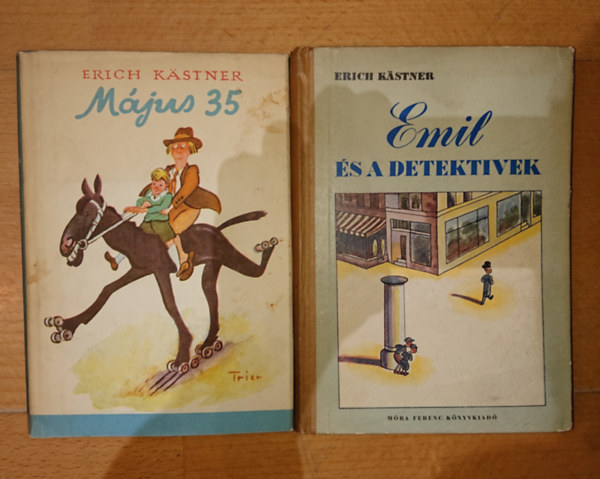 ERICH KÄSTNER
Május 35
Trier
ERICH KÄSTNER
Emil
ÉS A DETEKTIVEK
MÓRA FERENC KÖNYVKIADÓ